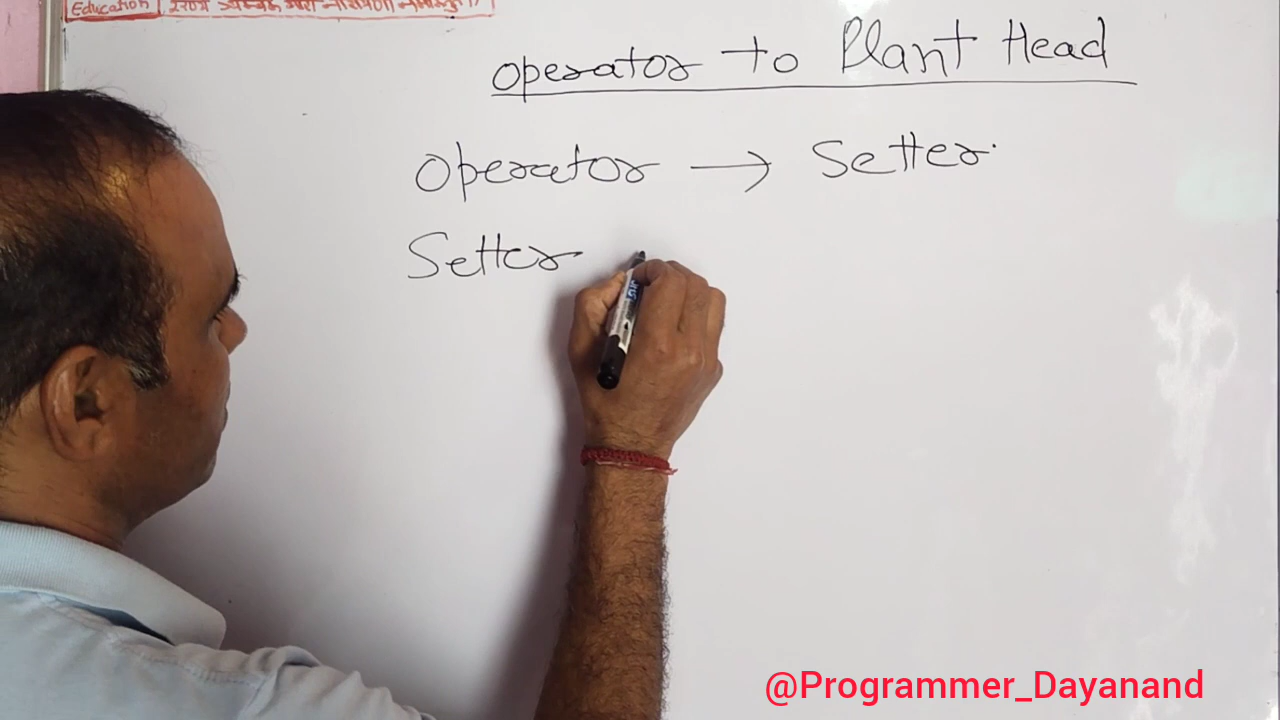 Education
Operator to Plant Head
Operator → Setter
Setter
@Programmer_Dayanand